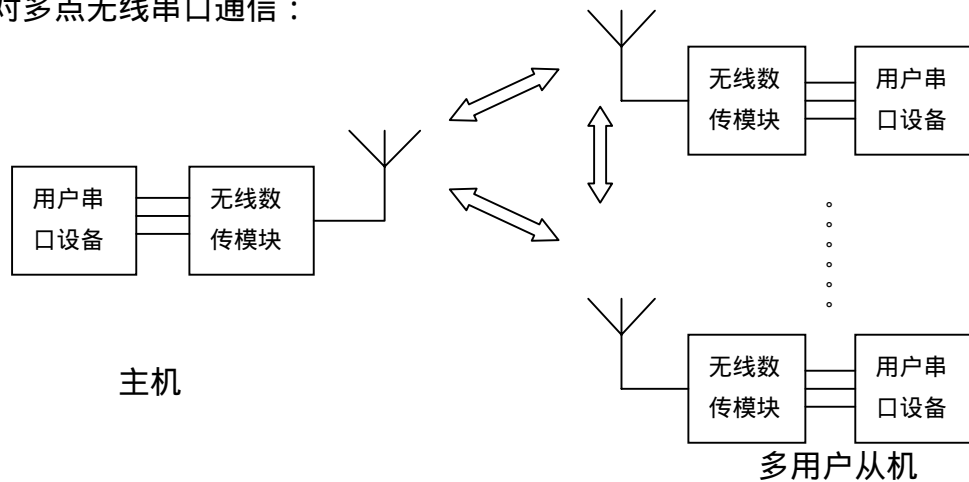 对多点无线串口通信：
无线数
传模块
用户串
口设备
用户串
口设备
无线数
传模块
主机
无线数
传模块
用户串
口设备
多用户从机